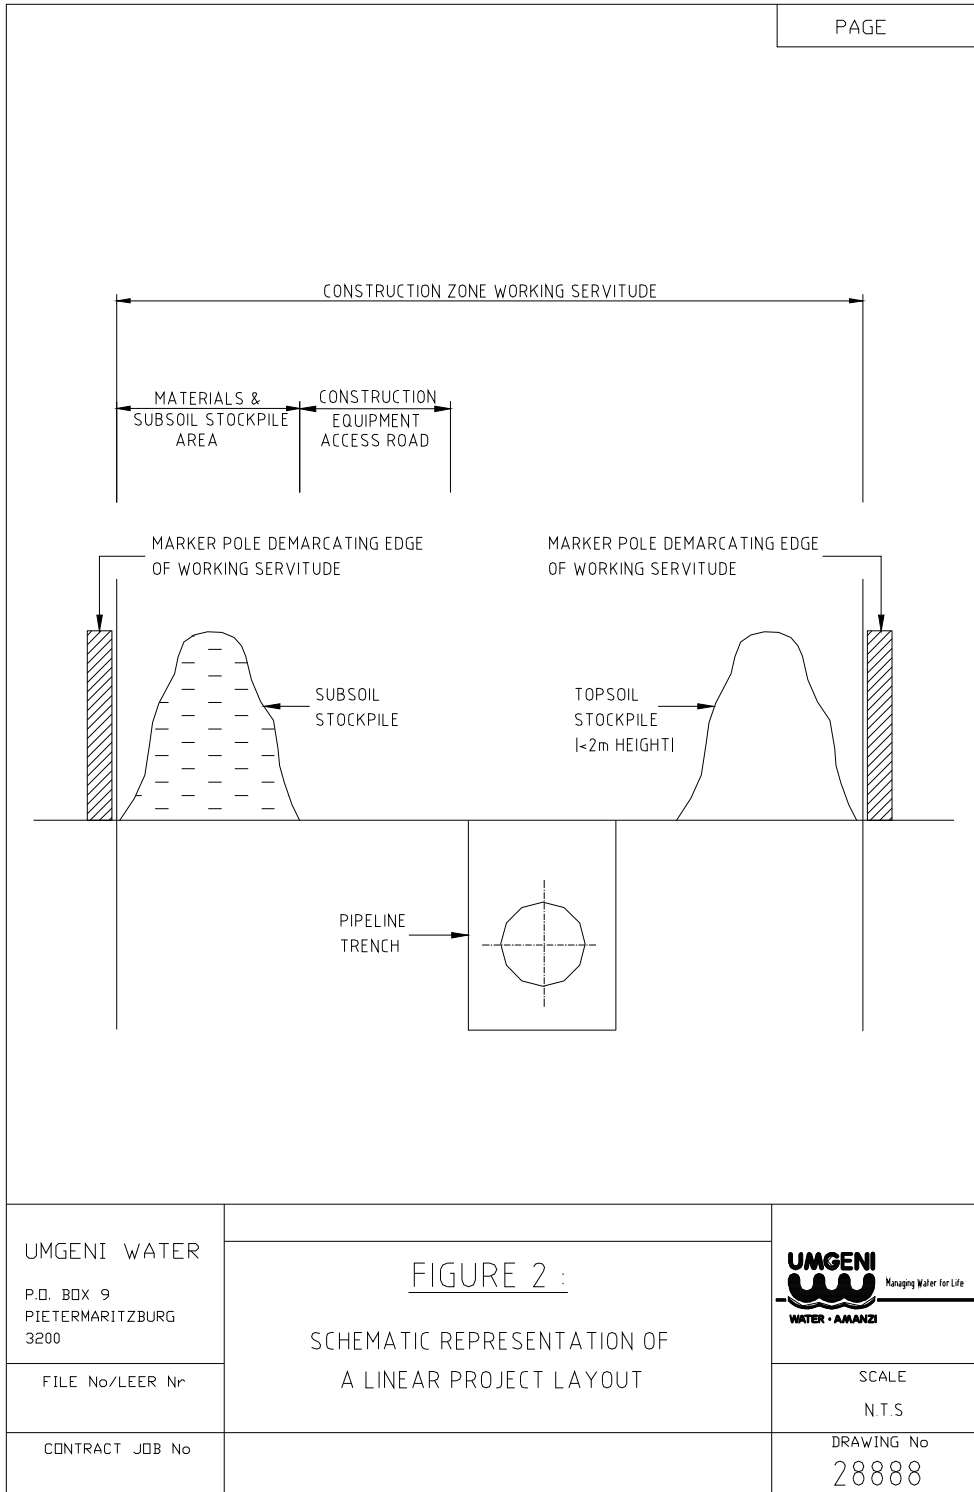 PAGE
CONSTRUCTION ZONE WORKING SERVITUDE
MATERIALS &
SUBSOIL STOCKPILE
AREA
CONSTRUCTION
EQUIPMENT
ACCESS ROAD
MARKER POLE DEMARCATING EDGE
OF WORKING SERVITUDE
MARKER POLE DEMARCATING EDGE
OF WORKING SERVITUDE
SUBSOIL
STOCKPILE
TOPSOIL
STOCKPILE
|<2m HEIGHT|
PIPELINE
TRENCH
UMGENI WATER
P.O. BOX 9
PIETERMARITZBURG
3200
FILE No/LEER Nr
CONTRACT JOB No
FIGURE 2 :
SCHEMATIC REPRESENTATION OF
A LINEAR PROJECT LAYOUT
UMGENI
Managing Water for Life
WATER • AMANZI
SCALE
N.T.S
DRAWING No
28888